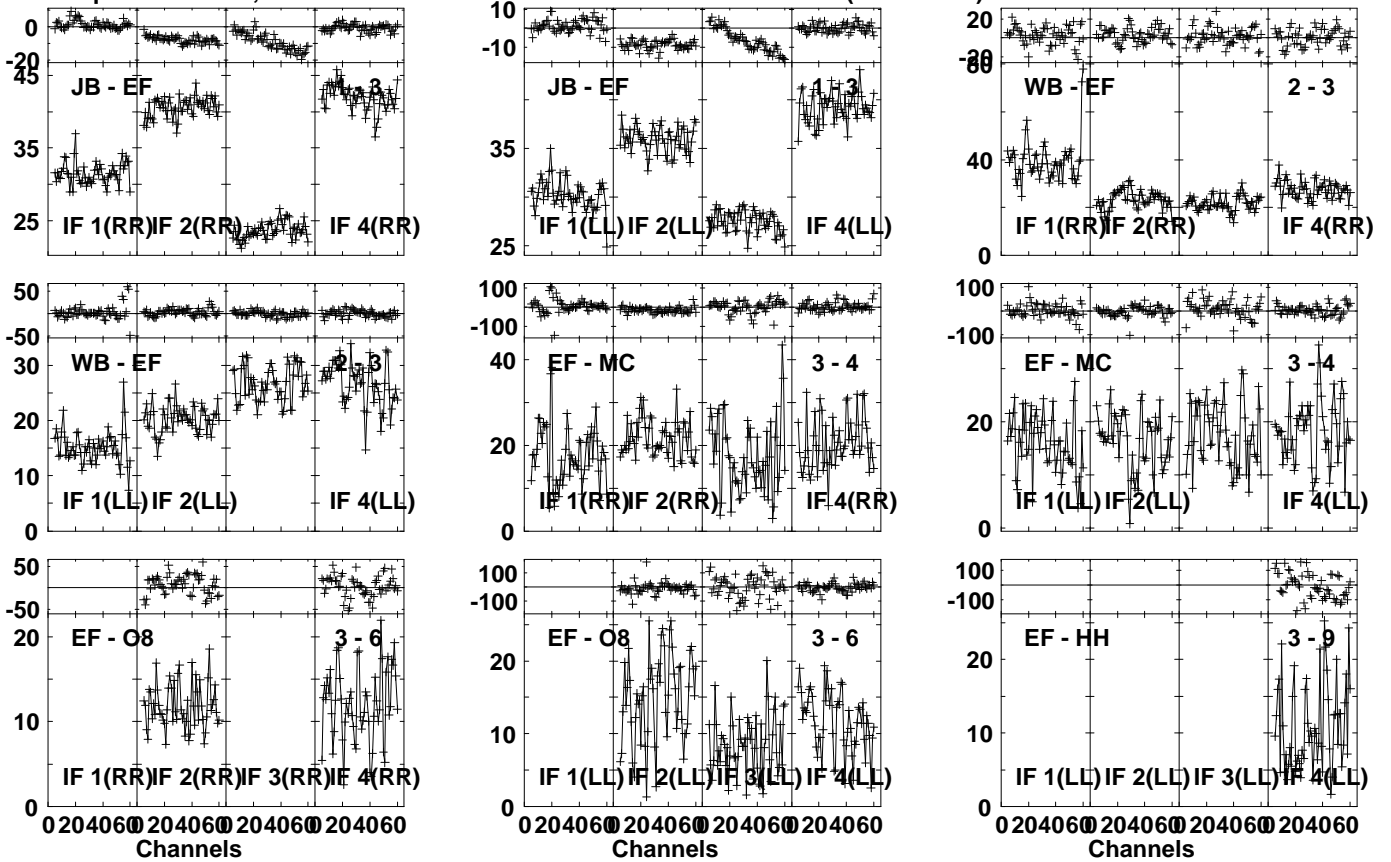 0
-20
45
35
25
JB - EF
1 - 3
IF 1(RR) IF 2(RR) IF 4(RR)
10
-10
35
25
JB - EF
1 - 3
IF 1(LL) IF 2(LL) IF 4(LL)
20
-20
80
40
0
WB - EF
2 - 3
IF 1(RR) IF 2(RR) IF 4(RR)
50
-50
30
20
10
0
WB - EF
2 - 3
IF 1(LL) IF 2(LL) IF 4(LL)
100
-100
40
20
0
EF - MC
3 - 4
IF 1(RR) IF 2(RR) IF 4(RR)
100
-100
20
0
EF - MC
3 - 4
IF 1(LL) IF 2(LL) IF 4(LL)
50
-50
20
10
0
EF - O8
3 - 6
IF 1(RR) IF 2(RR) IF 3(RR) IF 4(RR)
0 204060 0 204060 0 204060 0 204060
Channels
100
-100
20
10
0
EF - O8
3 - 6
IF 1(LL) IF 2(LL) IF 3(LL) IF 4(LL)
0 204060 0 204060 0 204060 0 204060
Channels
100
-100
20
10
0
EF - HH
3 - 9
IF 1(LL) IF 2(LL) IF 3(LL) IF 4(LL)
0 204060 0 204060 0 204060 0 204060
Channels